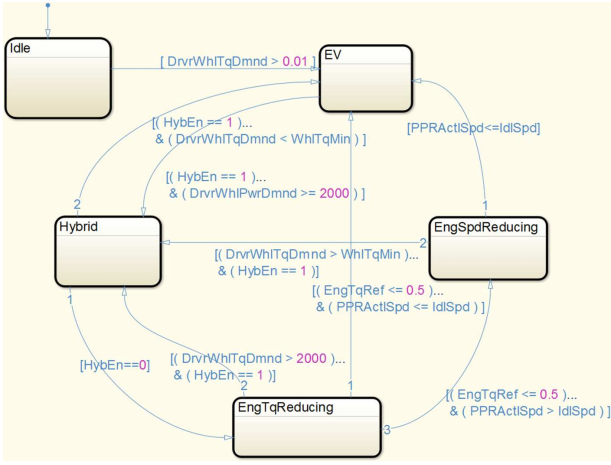 Idle
EV
[ DrvrWhlTqDmnd > 0.01 ]
[( HybEn == 1 )...
& ( DrvrWhlTqDmnd < WhlTqMin ) ]
[PPRActlSpd<=IdlSpd]
[( HybEn == 1 )...
& ( DrvrWhlPwrDmnd >= 2000 ) ]
2
1
Hybrid
EngSpdReducing
2
[( DrvrWhlTqDmnd > WhlTqMin )...
& ( HybEn == 1 )]
[( EngTqRef <= 0.5 )...
& ( PPRActlSpd <= IdlSpd ) ]
1
[HybEn==0]
[( DrvrWhlTqDmnd > 2000 )...
& ( HybEn == 1 )]
2
1
EngTqReducing
3
[( EngTqRef <= 0.5 )...
& ( PPRActlSpd > IdlSpd ) ]